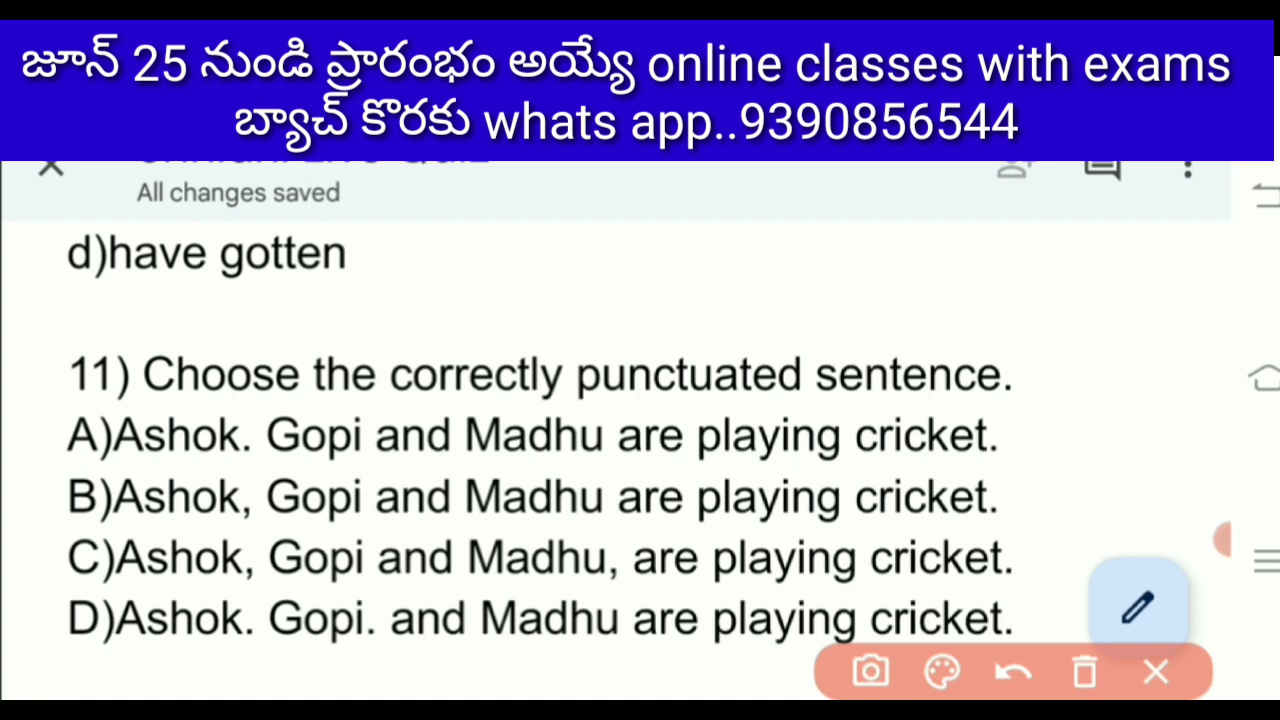 జూన్ 25 నుండి ప్రారంభం అయ్యే online classes with exams
బ్యాచ్ కొరకు whats app..9390856544
All changes saved
d)have gotten
11) Choose the correctly punctuated sentence.
A)Ashok. Gopi and Madhu are playing cricket.
B)Ashok, Gopi and Madhu are playing cricket.
C)Ashok, Gopi and Madhu, are playing cricket.
D)Ashok. Gopi. and Madhu are playing cricket.